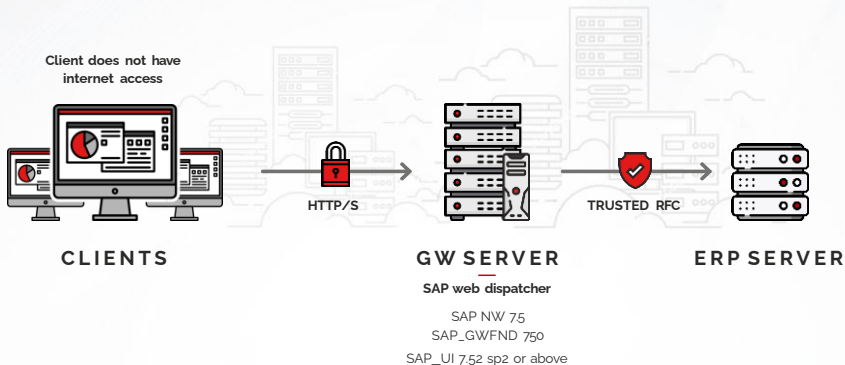 Client does not have
internet access
HTTP/S
TRUSTED RFC
CLIENTS
GW SERVER
ERP SERVER
SAP web dispatcher
SAP NW 7.5
SAP_GWFND 750
SAP_UI 7.52 sp2 or above